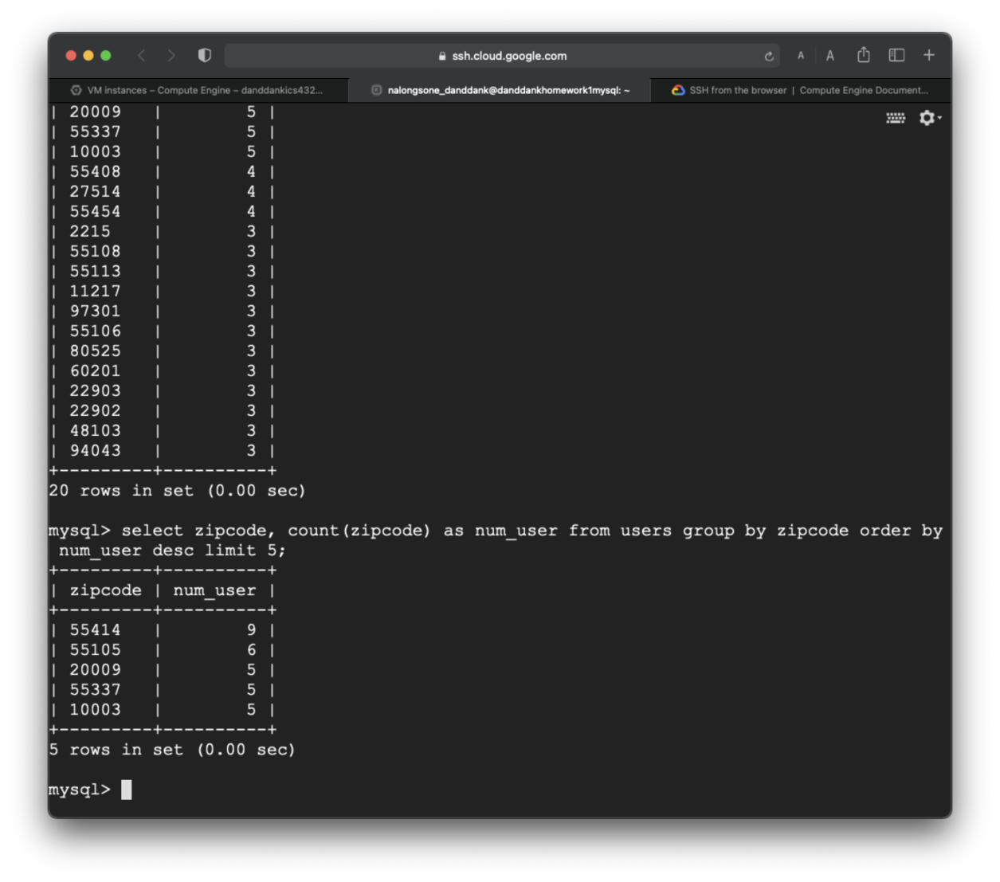 ssh.cloud.google.com
A A
VM instances – Compute Engine – danddankics432...
nalongsone_danddank@danddankhomework1mysql: ~
SSH from the browser | Compute Engine Document...
| 20009   |        5 |
| 55337   |        5 |
| 10003   |        5 |
| 55408   |        4 |
| 27514   |        4 |
| 55454   |        4 |
| 2215    |        3 |
| 55108   |        3 |
| 55113   |        3 |
| 11217   |        3 |
| 97301   |        3 |
| 55106   |        3 |
| 80525   |        3 |
| 60201   |        3 |
| 22903   |        3 |
| 22902   |        3 |
| 48103   |        3 |
| 94043   |        3 |
+---------+----------+
20 rows in set (0.00 sec)
mysql> select zipcode, count(zipcode) as num_user from users group by zipcode order by
 num_user desc limit 5;
+---------+----------+
| zipcode | num_user |
+---------+----------+
| 55414   |        9 |
| 55105   |        6 |
| 20009   |        5 |
| 55337   |        5 |
| 10003   |        5 |
+---------+----------+
5 rows in set (0.00 sec)
mysql>